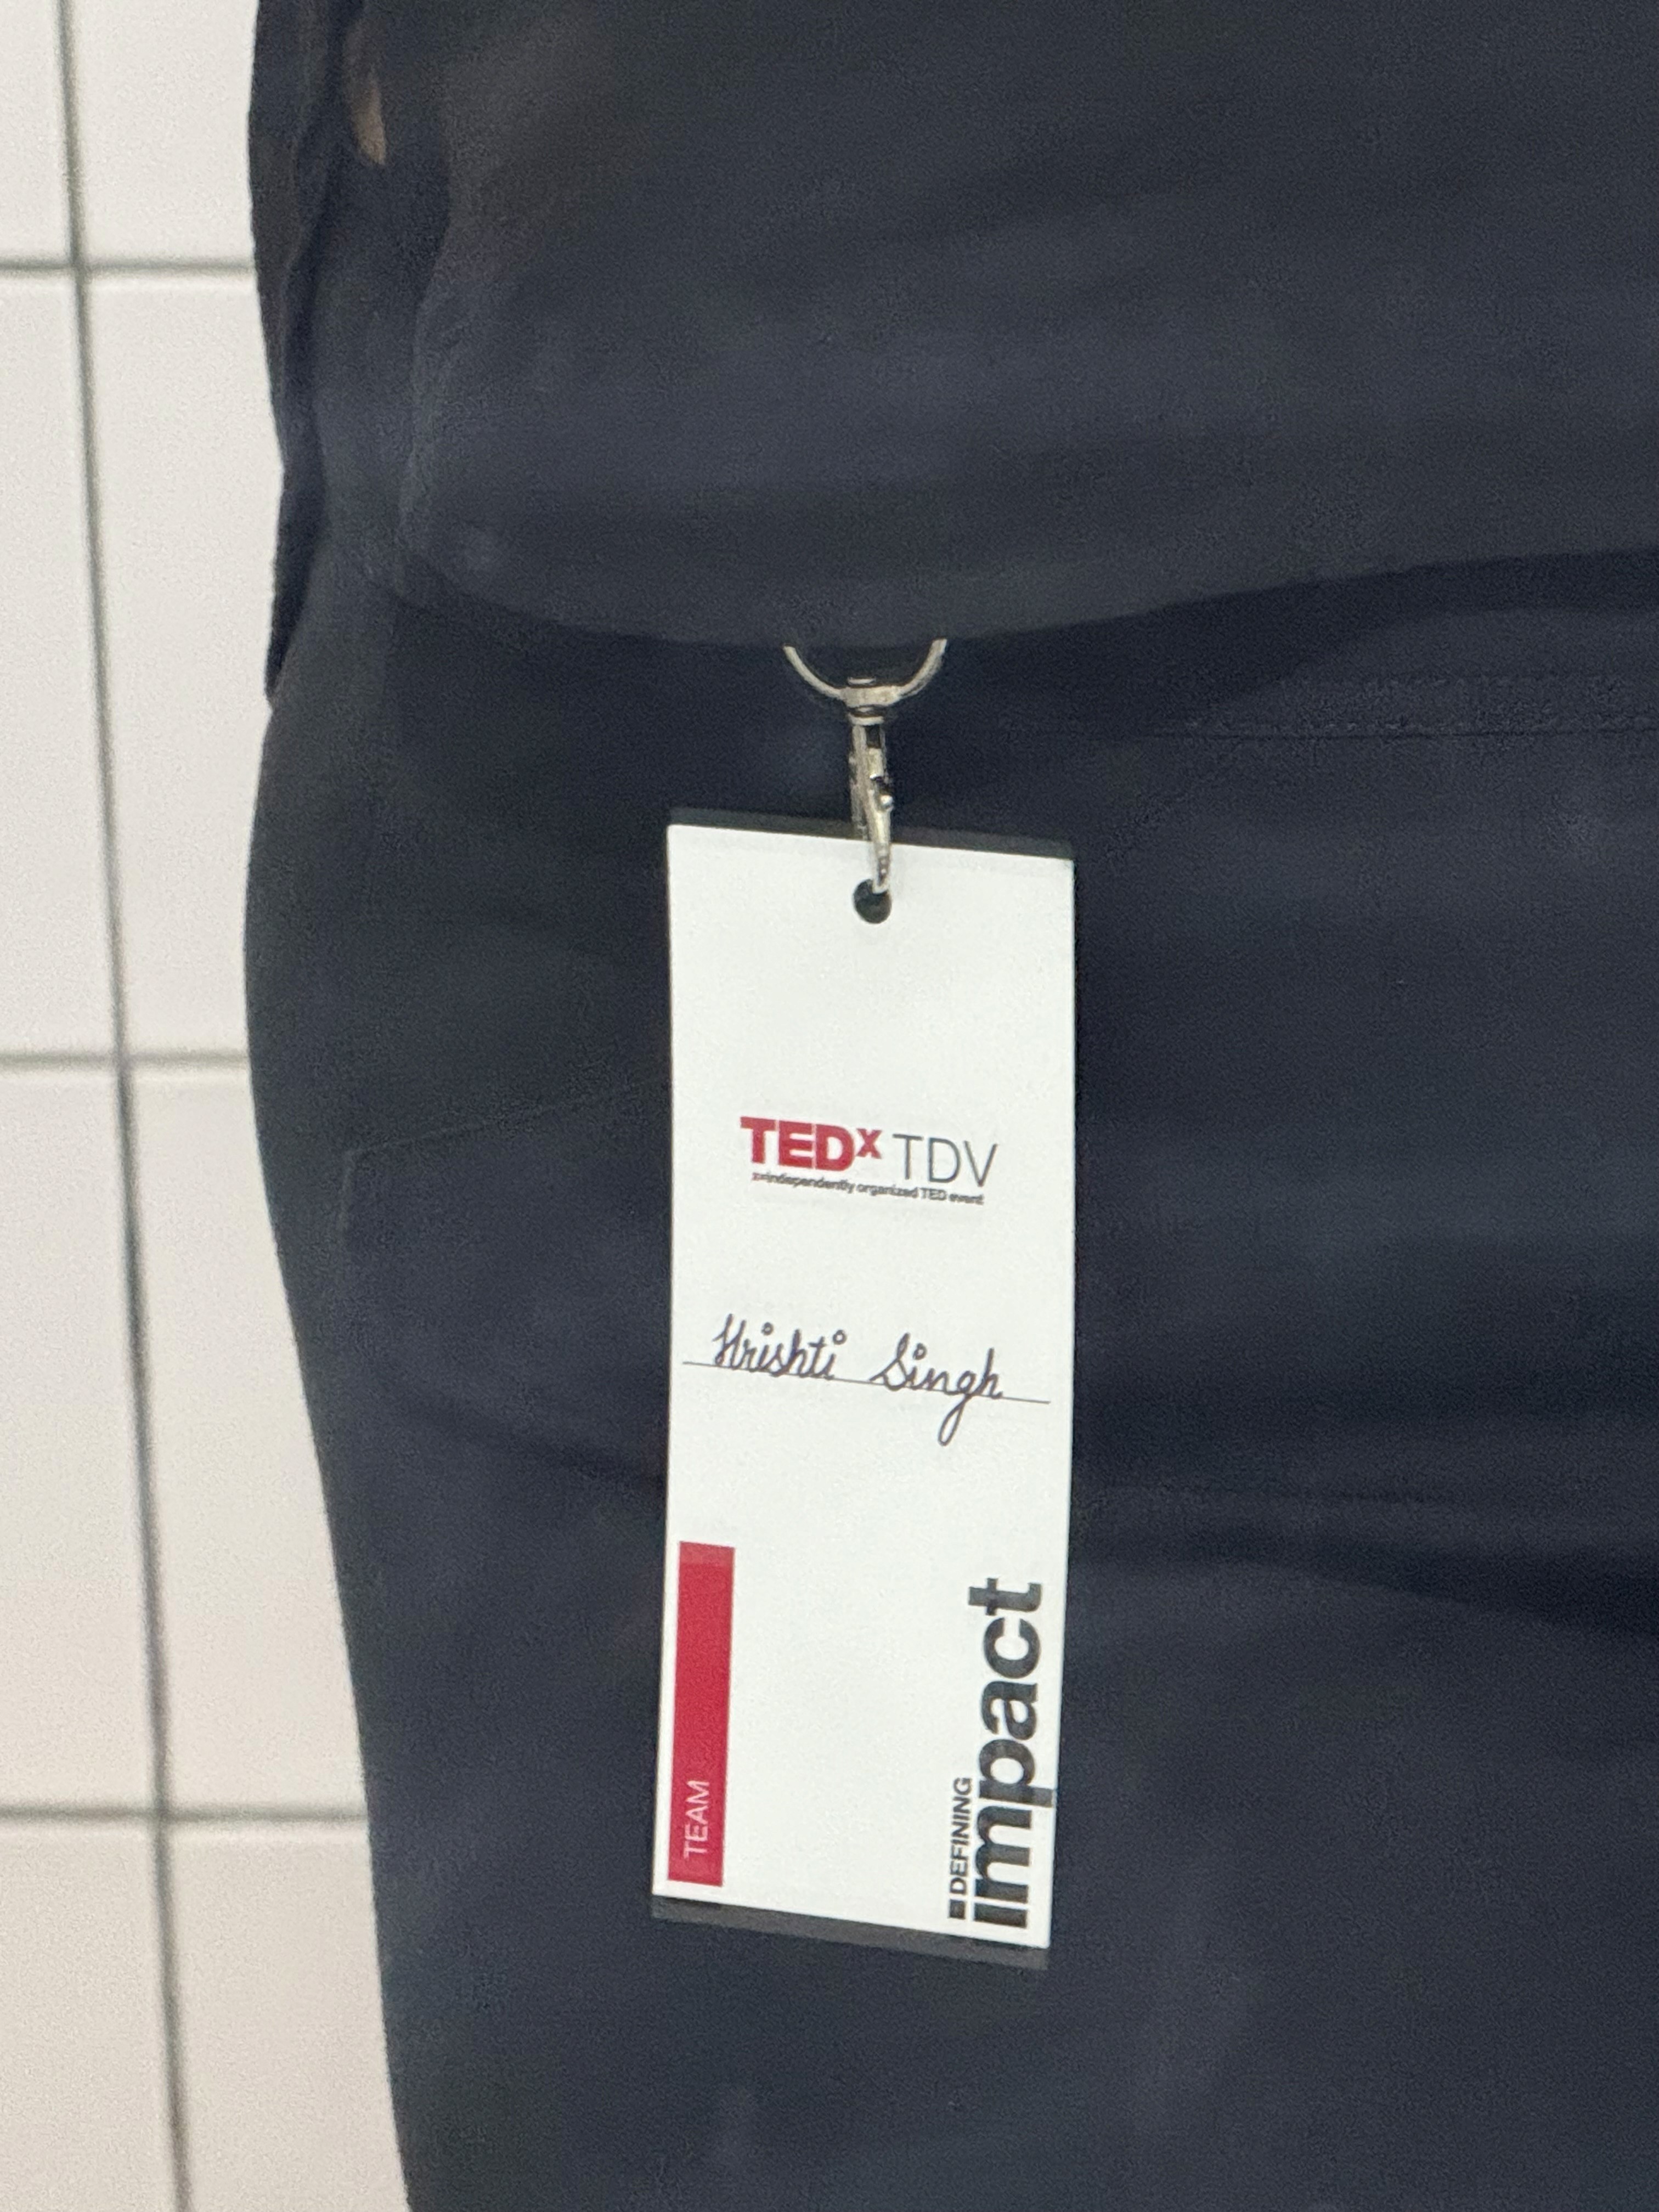 TEDx TDV
x=independently organized TED event
Hrishti Singh
TEAM
DEFINING
impact